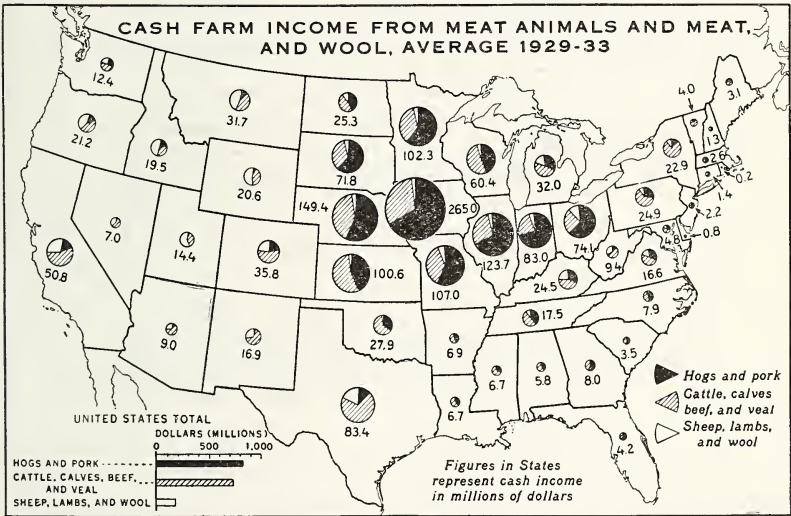 CASH FARM INCOME FROM MEAT ANIMALS AND MEAT,
AND WOOL, AVERAGE 1929-33
12.4
21.2
19.5
31.7
20.6
7.0
14.4
50.8
35.8
9.0
16.9
25.3
71.8
149.4
100.6
27.9
83.4
102.3
265.0
107.0
6.9
6.7
60.4
123.7
32.0
83.0
74.1
24.5
17.5
6.7
5.8
8.0
4.2
3.5
7.9
16.6
9.4
24.9
22.9
4.0
3.1
1.3
2.6
0.2
1.4
2.2
0.8
4.8
Hogs and pork
Cattle, calves
beef, and veal
Sheep, lambs,
and wool
UNITED STATES TOTAL
DOLLARS (MILLIONS)
0 500 1,000
HOGS AND PORK
CATTLE, CALVES, BEEF,
AND VEAL
SHEEP, LAMBS, AND WOOL
Figures in States
represent cash income
in millions of dollars